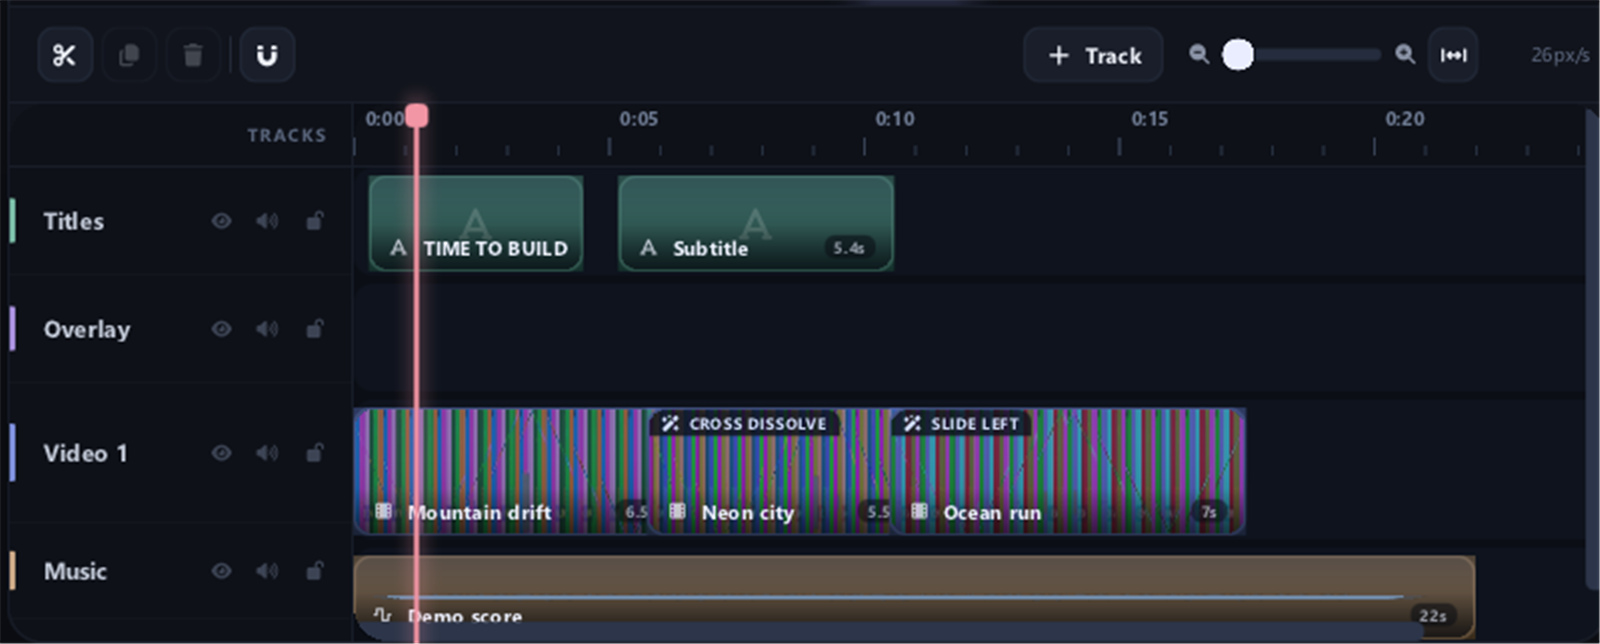 + Track
26px/s
TRACKS
0:00 0:05 0:10 0:15 0:20
Titles
A TIME TO BUILD
A Subtitle 5.4s
Overlay
Video 1
CROSS DISSOLVE
SLIDE LEFT
Mountain drift 6.5
Neon city 5.5
Ocean run 7s
Music
Demo score 22s